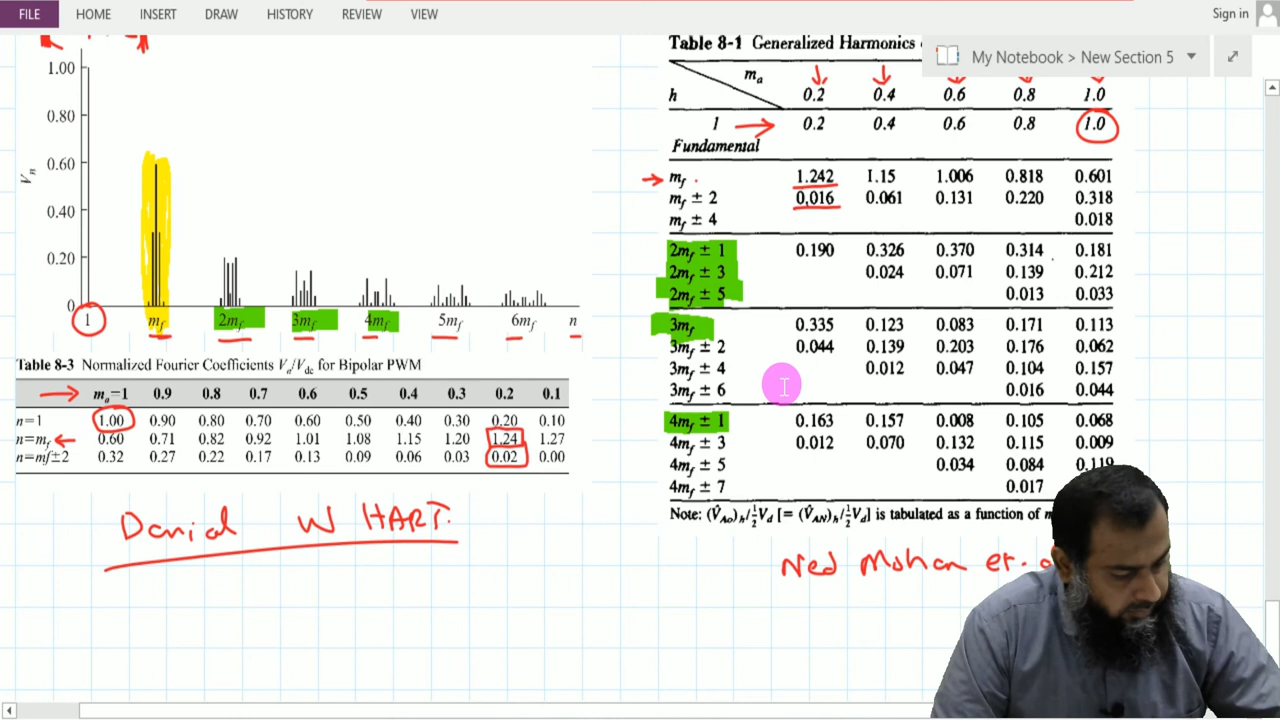 FILE HOME INSERT DRAW HISTORY REVIEW VIEW Sign in
My Notebook > New Section 5
1.00
0.80
0.60
0.40
0.20
0
Vn
1 mf 2mf 3mf 4mf 5mf 6mf n
Table 8-3 Normalized Fourier Coefficients Vn/Vdc for Bipolar PWM
ma=1 0.9 0.8 0.7 0.6 0.5 0.4 0.3 0.2 0.1
n=1 1.00 0.90 0.80 0.70 0.60 0.50 0.40 0.30 0.20 0.10
n=mf 0.60 0.71 0.82 0.92 1.01 1.08 1.15 1.20 1.24 1.27
n=mf±2 0.32 0.27 0.22 0.17 0.13 0.09 0.06 0.03 0.02 0.00
Danial W HART.
Table 8-1 Generalized Harmonics
ma
h 0.2 0.4 0.6 0.8 1.0
1 0.2 0.4 0.6 0.8 1.0
Fundamental
mf 1.242 1.15 1.006 0.818 0.601
mf ± 2 0.016 0.061 0.131 0.220 0.318
mf ± 4 0.018
2mf ± 1 0.190 0.326 0.370 0.314 0.181
2mf ± 3 0.024 0.071 0.139 0.212
2mf ± 5 0.013 0.033
3mf 0.335 0.123 0.083 0.171 0.113
3mf ± 2 0.044 0.139 0.203 0.176 0.062
3mf ± 4 0.012 0.047 0.104 0.157
3mf ± 6 0.016 0.044
4mf ± 1 0.163 0.157 0.008 0.105 0.068
4mf ± 3 0.012 0.070 0.132 0.115 0.009
4mf ± 5 0.034 0.084 0.119
4mf ± 7 0.017
Note: (V̂Ao)h/½Vd [= (V̂AN)h/½Vd] is tabulated as a function of
Ned Mohan et.